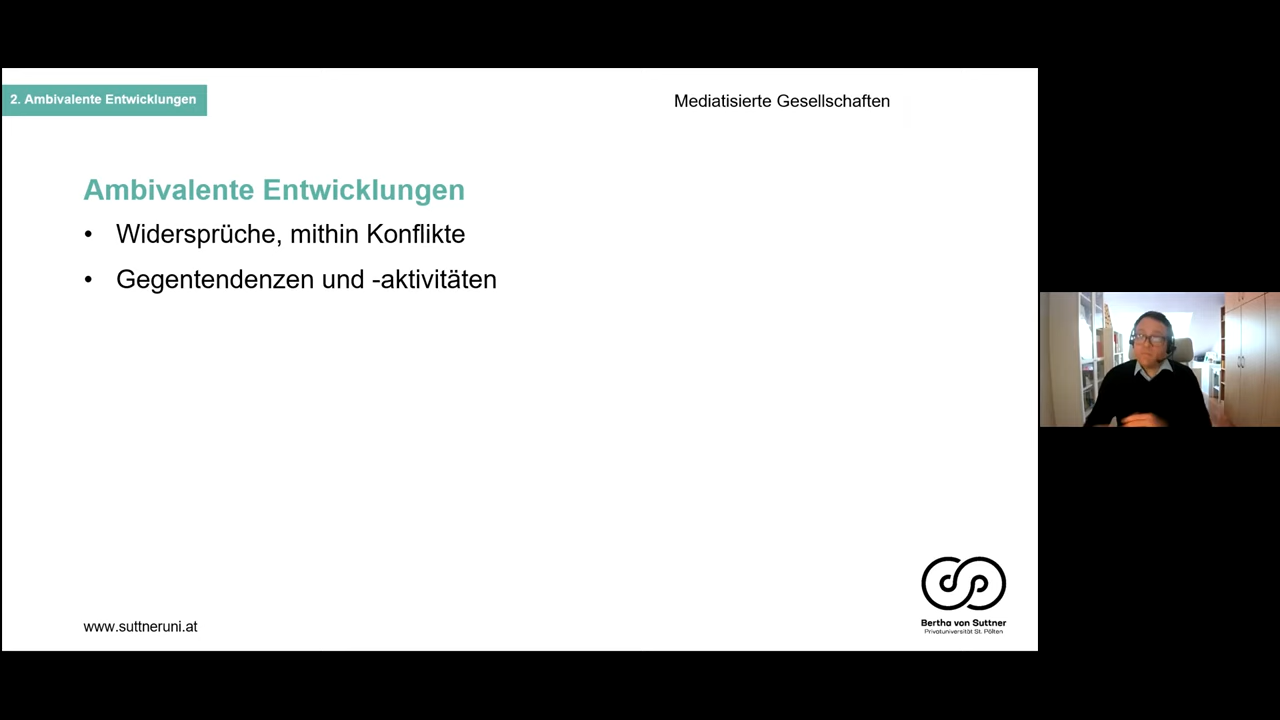 2. Ambivalente Entwicklungen
Mediatisierte Gesellschaften
Ambivalente Entwicklungen
• Widersprüche, mithin Konflikte
• Gegentendenzen und -aktivitäten
www.suttneruni.at
Bertha von Suttner
Privatuniversität St. Pölten